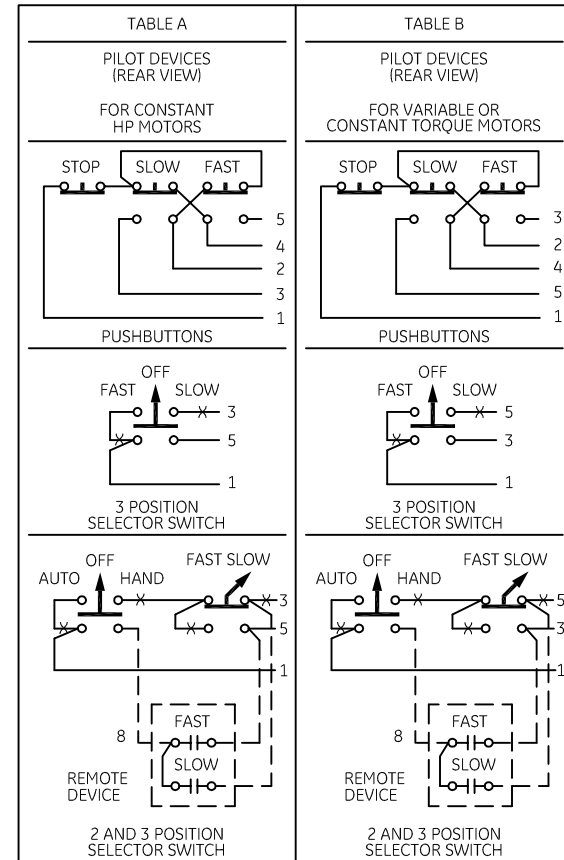 TABLE A
PILOT DEVICES
(REAR VIEW)
FOR CONSTANT
HP MOTORS
STOP SLOW FAST
5
4
2
3
1
PUSHBUTTONS
OFF
FAST SLOW
3
5
1
3 POSITION
SELECTOR SWITCH
OFF FAST SLOW
AUTO HAND
3
5
1
FAST
8
SLOW
REMOTE
DEVICE
2 AND 3 POSITION
SELECTOR SWITCH
TABLE B
PILOT DEVICES
(REAR VIEW)
FOR VARIABLE OR
CONSTANT TORQUE MOTORS
STOP SLOW FAST
3
2
4
5
1
PUSHBUTTONS
OFF
FAST SLOW
5
3
1
3 POSITION
SELECTOR SWITCH
OFF FAST SLOW
AUTO HAND
5
3
1
FAST
8
SLOW
REMOTE
DEVICE
2 AND 3 POSITION
SELECTOR SWITCH